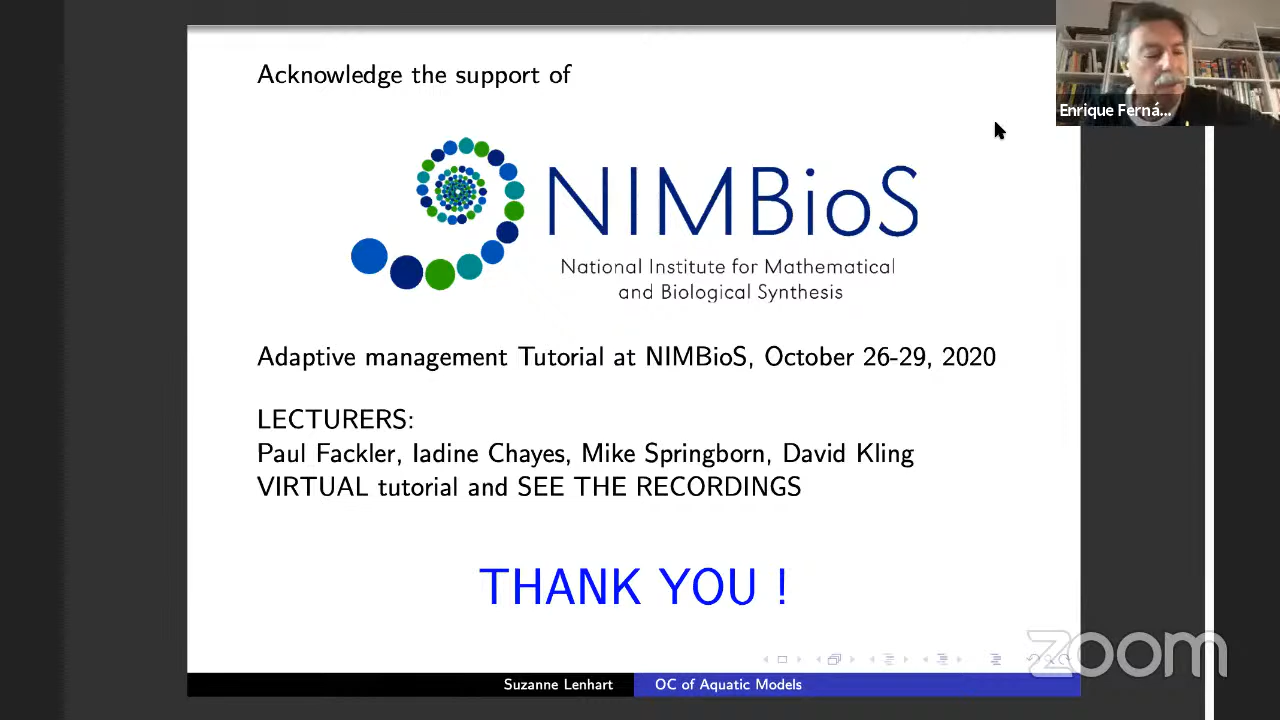 Acknowledge the support of
Enrique Ferná...
NIMBioS
National Institute for Mathematical
and Biological Synthesis
Adaptive management Tutorial at NIMBioS, October 26-29, 2020
LECTURERS:
Paul Fackler, Iadine Chayes, Mike Springborn, David Kling
VIRTUAL tutorial and SEE THE RECORDINGS
THANK YOU !
zoom
Suzanne Lenhart
OC of Aquatic Models